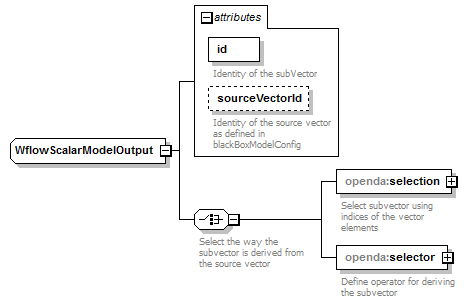 attributes
id
Identity of the subVector
sourceVectorId
Identity of the source vector
as defined in
blackBoxModelConfig
WflowScalarModelOutput
Select the way the
subvector is derived from
the source vector
openda:selection
Select subvector using
indices of the vector
elements
openda:selector
Define operator for deriving
the subvector